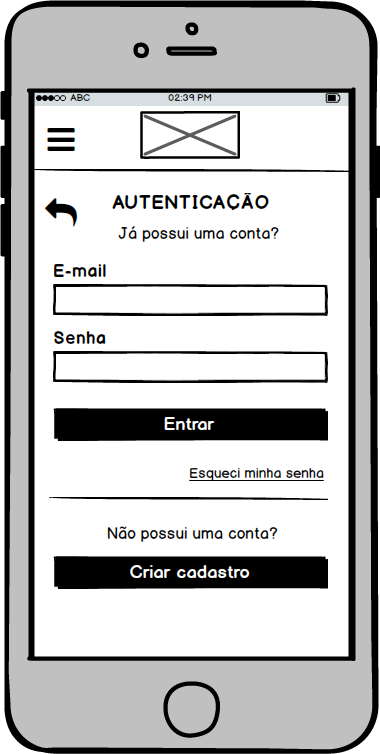 ABC 02:39 PM
AUTENTICAÇÃO
Já possui uma conta?
E-mail
Senha
Entrar
Esqueci minha senha
Não possui uma conta?
Criar cadastro